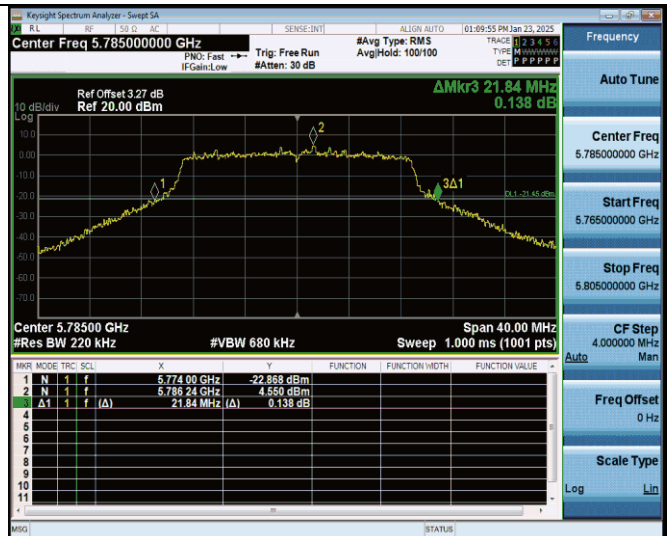 Keysight Spectrum Analyzer - Swept SA
RL RF 50 Ω AC SENSE:INT ALIGN AUTO 01:09:55 PM Jan 23, 2025
Center Freq 5.785000000 GHz
PNO: Fast
IFGain:Low
Trig: Free Run
#Atten: 30 dB
#Avg Type: RMS
Avg|Hold: 100/100
TRACE 1 2 3 4 5 6
TYPE M W W W W W
DET P P P P P P
Ref Offset 3.27 dB
Ref 20.00 dBm
10 dB/div
Log
ΔMkr3 21.84 MHz
0.138 dB
10.0
0.00
-10.0
-20.0
-30.0
-40.0
-50.0
-60.0
-70.0
1
2
3Δ1
DL1 -21.45 dBm
Center 5.78500 GHz Span 40.00 MHz
#Res BW 220 kHz #VBW 680 kHz Sweep 1.000 ms (1001 pts)
MKR MODE TRC SCL X Y FUNCTION FUNCTION WIDTH FUNCTION VALUE
1 N 1 f 5.774 00 GHz -22.868 dBm
2 N 1 f 5.786 24 GHz 4.550 dBm
3 Δ1 1 f (Δ) 21.84 MHz (Δ) 0.138 dB
4
5
6
7
8
9
10
11
MSG STATUS
Frequency
Auto Tune
Center Freq
5.785000000 GHz
Start Freq
5.765000000 GHz
Stop Freq
5.805000000 GHz
CF Step
4.000000 MHz
Auto Man
Freq Offset
0 Hz
Scale Type
Log Lin